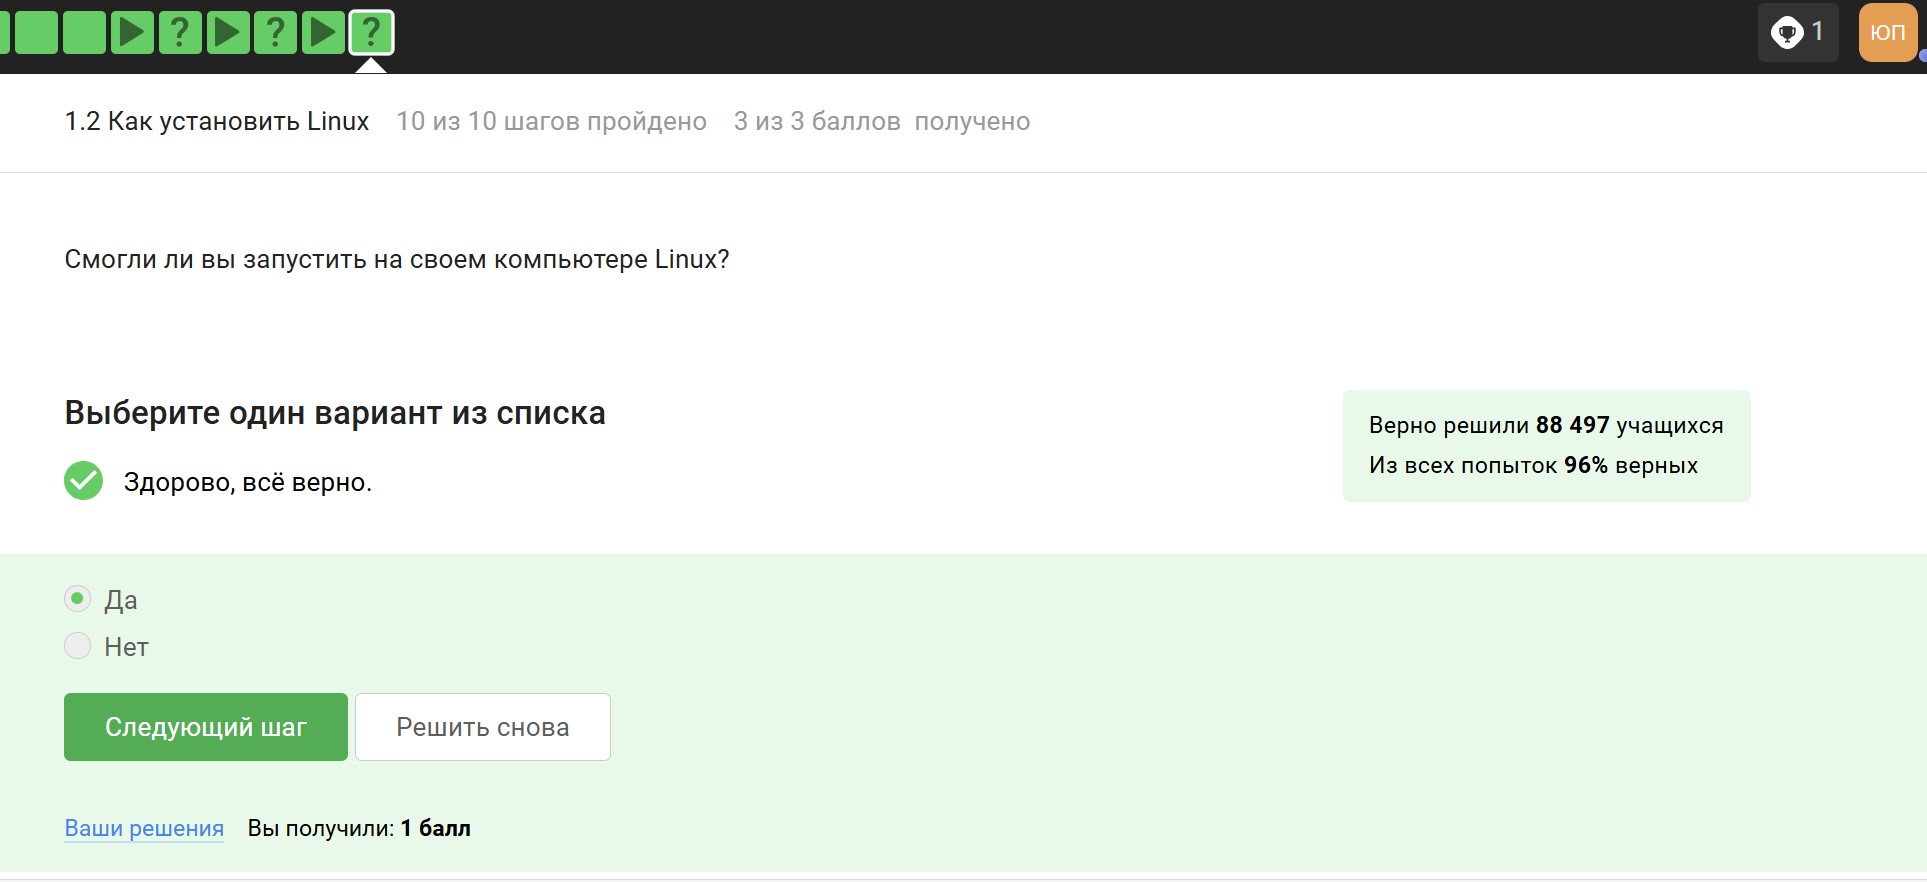 ? ? ?
1
ЮП
1.2 Как установить Linux 10 из 10 шагов пройдено 3 из 3 баллов получено
Смогли ли вы запустить на своем компьютере Linux?
Выберите один вариант из списка
Здорово, всё верно.
Верно решили 88 497 учащихся
Из всех попыток 96% верных
Да
Нет
Следующий шаг Решить снова
Ваши решения Вы получили: 1 балл